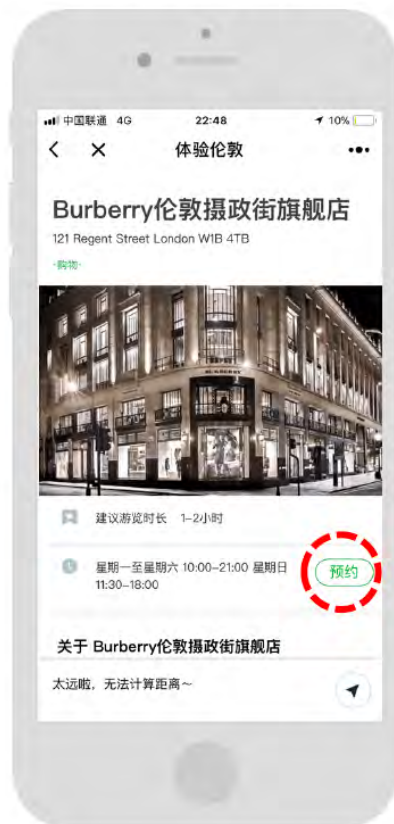 中国联通 4G 22:48 10%
体验伦敦
Burberry伦敦摄政街旗舰店
121 Regent Street London W1B 4TB
·购物·
BURBERRY
建议游览时长 1-2小时
星期一至星期六 10:00-21:00 星期日
11:30-18:00
预约
关于 Burberry伦敦摄政街旗舰店
太远啦，无法计算距离～